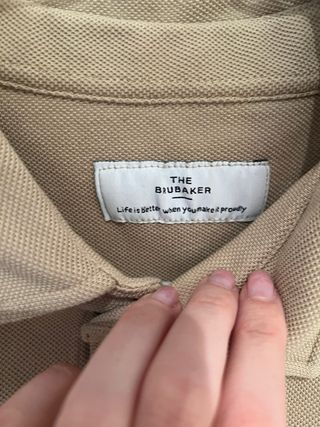 THE
BRUBAKER
Life is better when you make it proudly